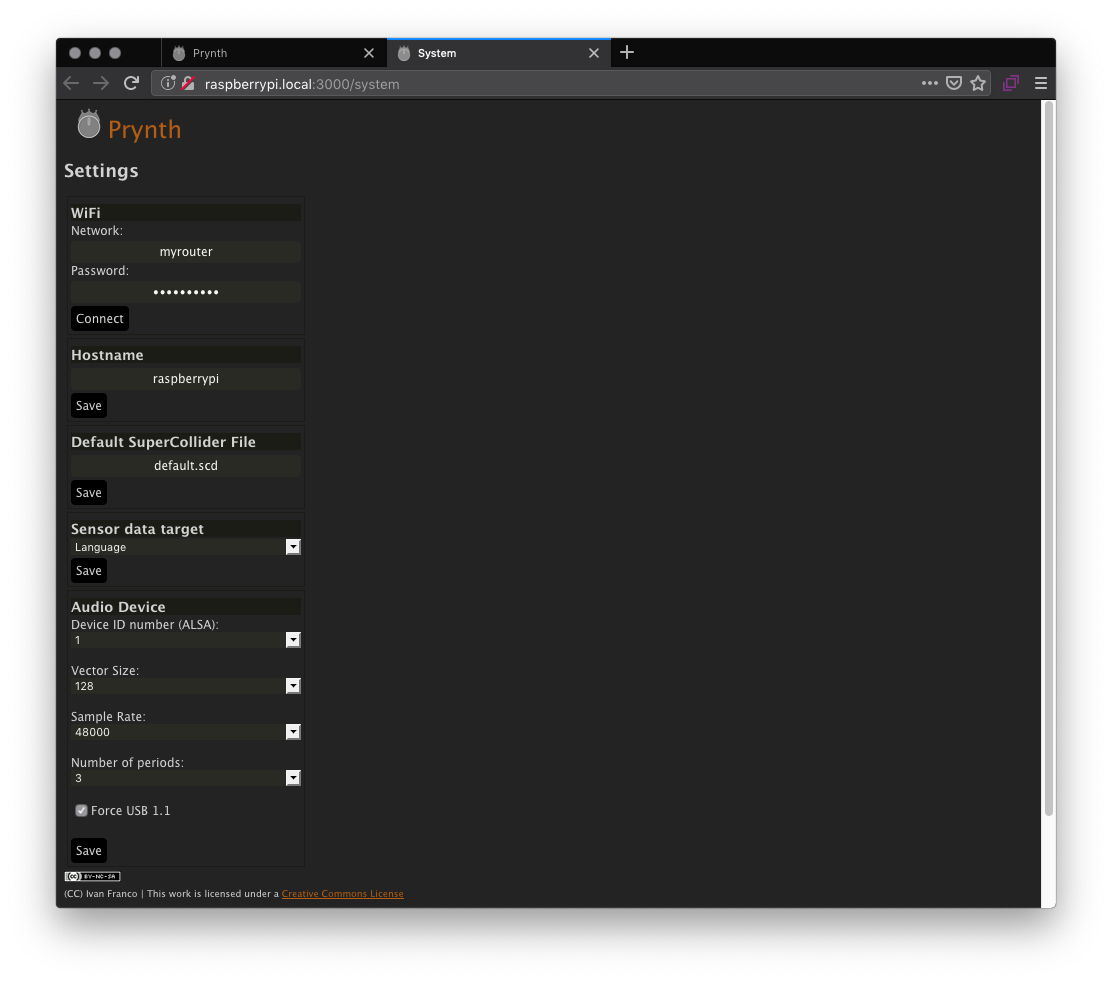 Prynth
System
raspberrypi.local:3000/system
Prynth
Settings
WiFi
Network:
myrouter
Password:
••••••••••
Connect
Hostname
raspberrypi
Save
Default SuperCollider File
default.scd
Save
Sensor data target
Language
Save
Audio Device
Device ID number (ALSA):
1
Vector Size:
128
Sample Rate:
48000
Number of periods:
3
Force USB 1.1
Save
cc BY-NC-SA
(CC) Ivan Franco | This work is licensed under a Creative Commons License